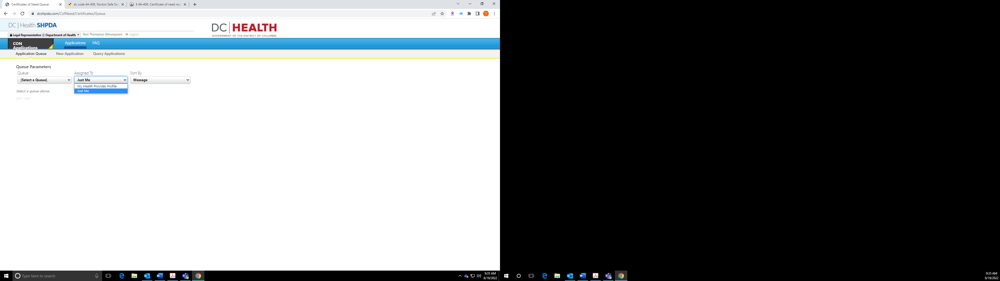 Certificates of Need Queue
dc code 44-406, Norton Safe Sea
§ 44–406. Certificate of need req
dcshpda.com/CofNeed/Certificates/Queue
R
T
DC | Health SHPDA
DC HEALTH
GOVERNMENT OF THE DISTRICT OF COLUMBIA
Legal Representative @ Department of Health
Terri Thompson (tthompson)
Logout
CON Applications
Applications
FAQ
Application Queue
New Application
Query Applications
Queue Parameters
Queue
Assigned To
Sort By
[Select a Queue]
Just Me
Message
My Health Provider Profile
Just Me
Select a queue above.
Type here to search
9:35 AM
8/19/2022
9:35 AM
8/19/2022